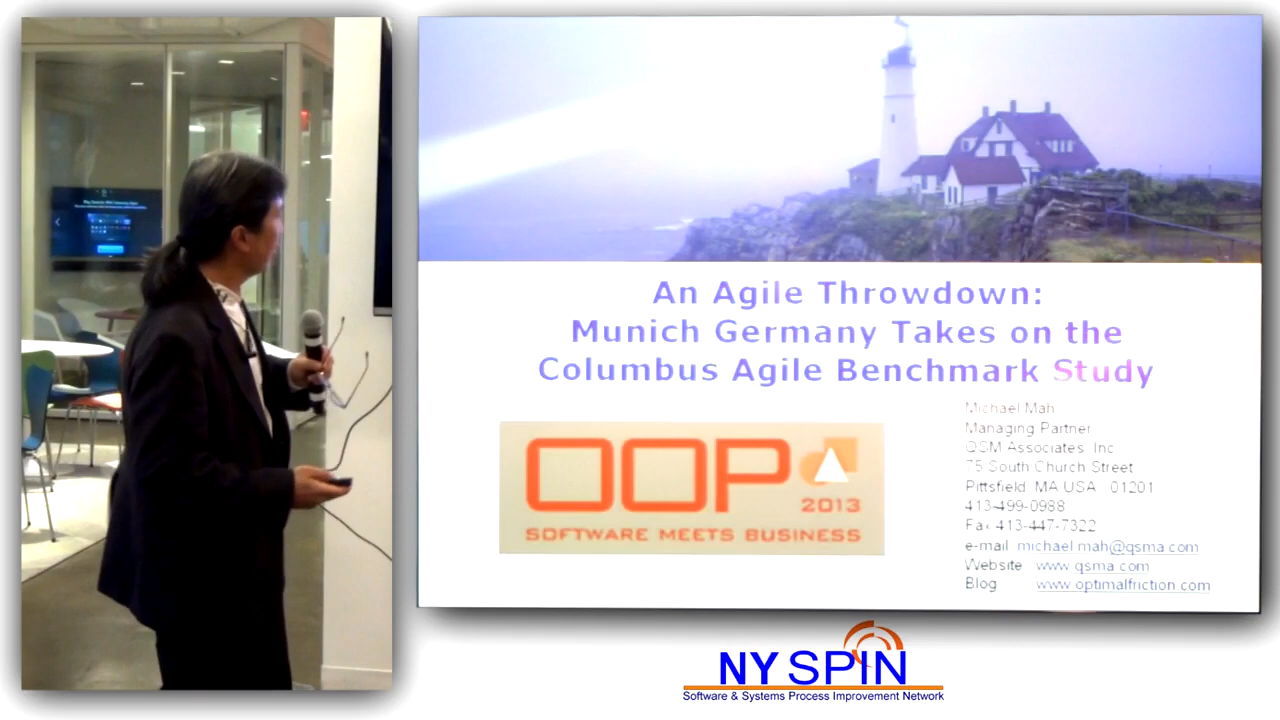 An Agile Throwdown:
Munich Germany Takes on the
Columbus Agile Benchmark Study
OOP
2013
SOFTWARE MEETS BUSINESS
Michael Mah
Managing Partner
QSM Associates Inc
75 South Church Street
Pittsfield MA USA 01201
413-499-0988
Fax 413-447-7322
e-mail michael.mah@qsma.com
Website www.qsma.com
Blog www.optimalfriction.com
NY SPIN
Software & Systems Process Improvement Network